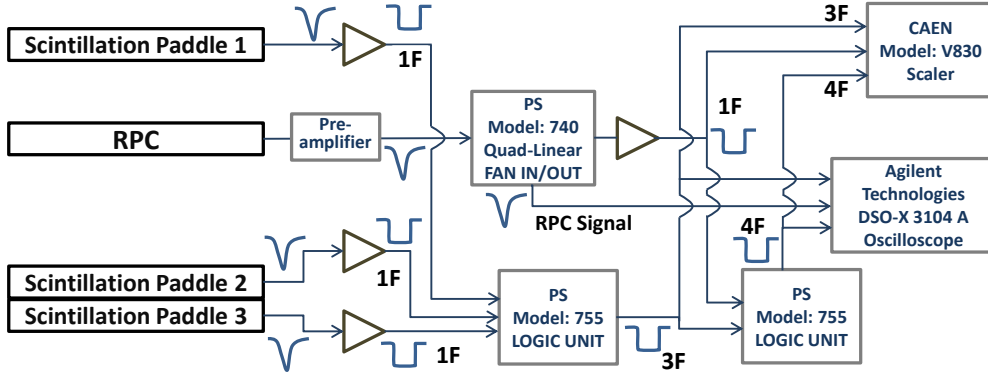 Scintillation Paddle 1
1F
3F
CAEN
Model: V830
Scaler
4F
RPC
Pre-
amplifier
PS
Model: 740
Quad-Linear
FAN IN/OUT
1F
RPC Signal
Agilent
Technologies
DSO-X 3104 A
Oscilloscope
4F
Scintillation Paddle 2
1F
Scintillation Paddle 3
1F
PS
Model: 755
LOGIC UNIT
3F
PS
Model: 755
LOGIC UNIT